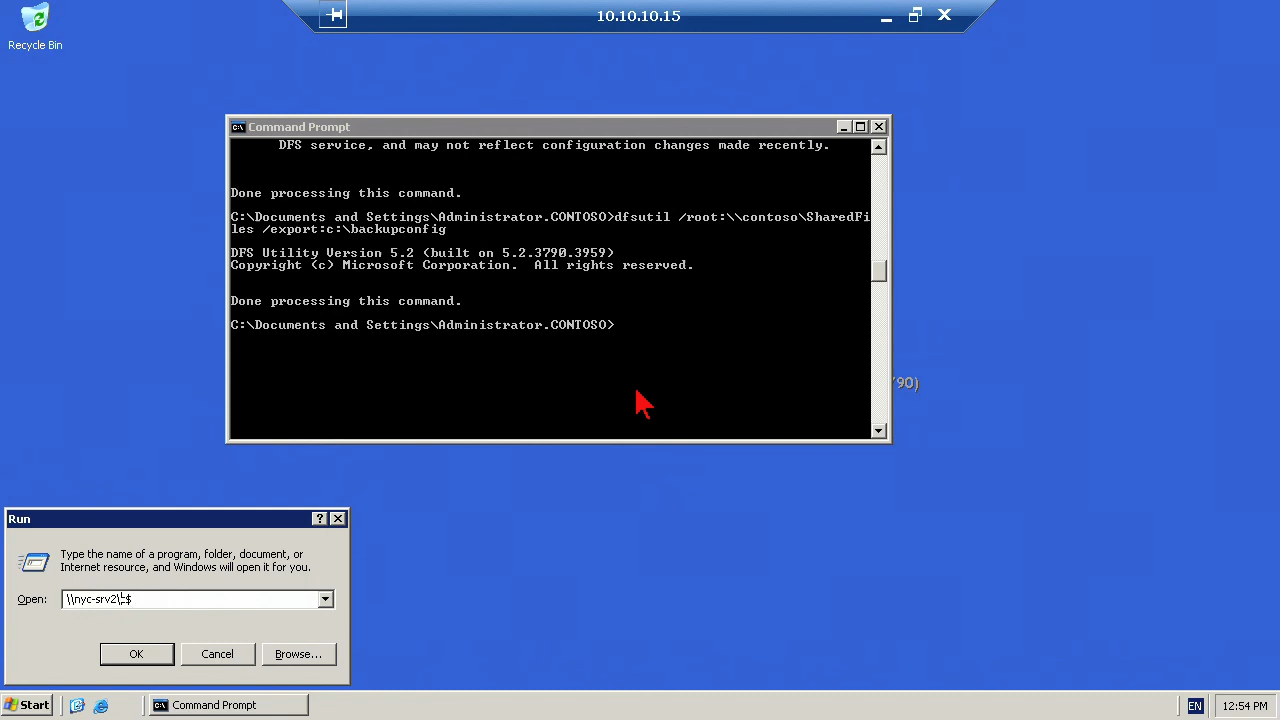 10.10.10.15
Recycle Bin
Command Prompt
DFS service, and may not reflect configuration changes made recently.
Done processing this command.
C:\Documents and Settings\Administrator.CONTOSO>dfsutil /root:\\contoso\SharedFi
les /export:c:\backupconfig
DFS Utility Version 5.2 (built on 5.2.3790.3959)
Copyright (c) Microsoft Corporation.  All rights reserved.
Done processing this command.
C:\Documents and Settings\Administrator.CONTOSO>
90)
Run
Type the name of a program, folder, document, or
Internet resource, and Windows will open it for you.
Open:
OK
Cancel
Browse...
Start
Command Prompt
EN
12:54 PM